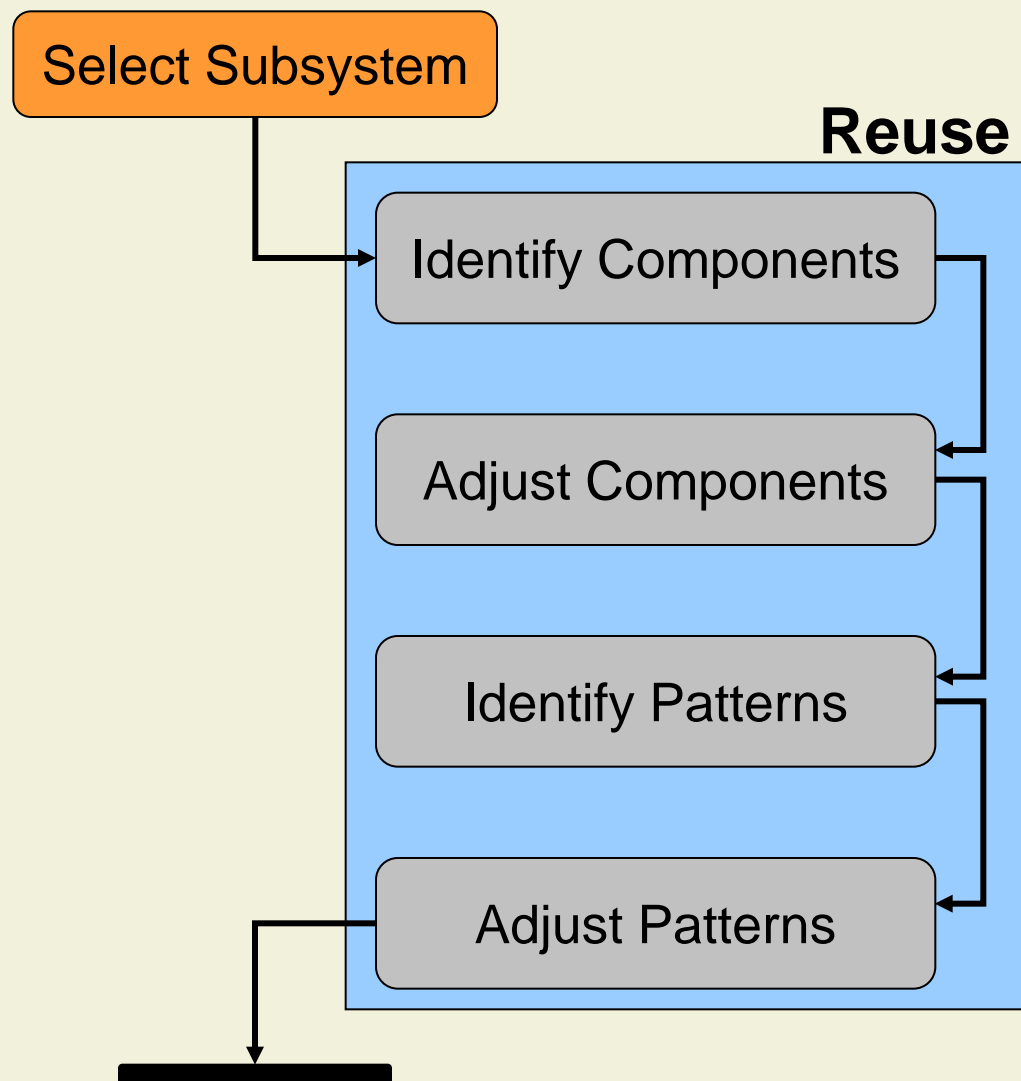 Select Subsystem
Reuse
Identify Components
Adjust Components
Identify Patterns
Adjust Patterns